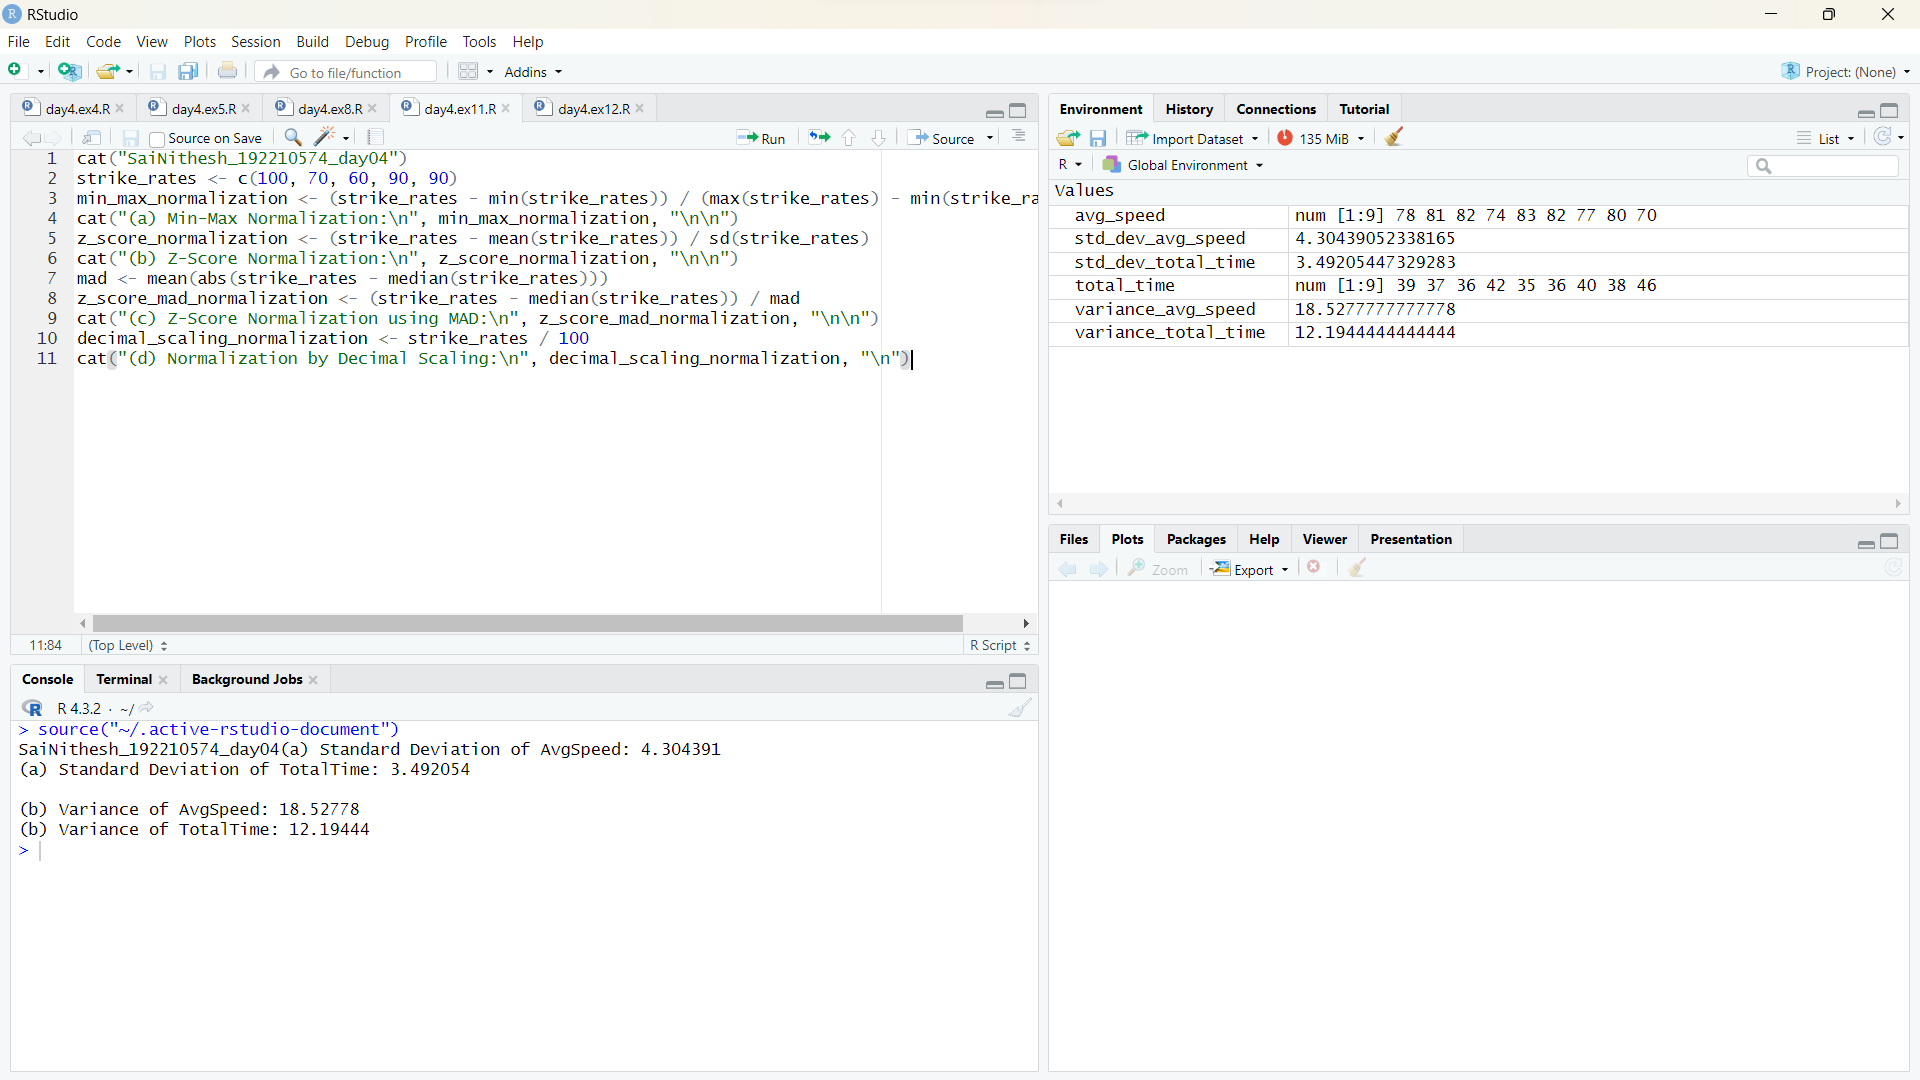 RStudio
File Edit Code View Plots Session Build Debug Profile Tools Help
Go to file/function Addins Project: (None)
day4.ex4.R day4.ex5.R day4.ex8.R day4.ex11.R day4.ex12.R
Source on Save Run Source
1 cat("SaiNithesh_192210574_day04")
2 strike_rates <- c(100, 70, 60, 90, 90)
3 min_max_normalization <- (strike_rates - min(strike_rates)) / (max(strike_rates) - min(strike_ra
4 cat("(a) Min-Max Normalization:\n", min_max_normalization, "\n\n")
5 z_score_normalization <- (strike_rates - mean(strike_rates)) / sd(strike_rates)
6 cat("(b) Z-Score Normalization:\n", z_score_normalization, "\n\n")
7 mad <- mean(abs(strike_rates - median(strike_rates)))
8 z_score_mad_normalization <- (strike_rates - median(strike_rates)) / mad
9 cat("(c) Z-Score Normalization using MAD:\n", z_score_mad_normalization, "\n\n")
10 decimal_scaling_normalization <- strike_rates / 100
11 cat("(d) Normalization by Decimal Scaling:\n", decimal_scaling_normalization, "\n")
11:84 (Top Level) R Script
Console Terminal Background Jobs
R 4.3.2 · ~/
> source("~/.active-rstudio-document")
SaiNithesh_192210574_day04(a) Standard Deviation of AvgSpeed: 4.304391
(a) Standard Deviation of TotalTime: 3.492054
(b) Variance of AvgSpeed: 18.52778
(b) Variance of TotalTime: 12.19444
>
Environment History Connections Tutorial
Import Dataset 135 MiB List
R Global Environment
Values
avg_speed num [1:9] 78 81 82 74 83 82 77 80 70
std_dev_avg_speed 4.30439052338165
std_dev_total_time 3.49205447329283
total_time num [1:9] 39 37 36 42 35 36 40 38 46
variance_avg_speed 18.5277777777778
variance_total_time 12.1944444444444
Files Plots Packages Help Viewer Presentation
Zoom Export